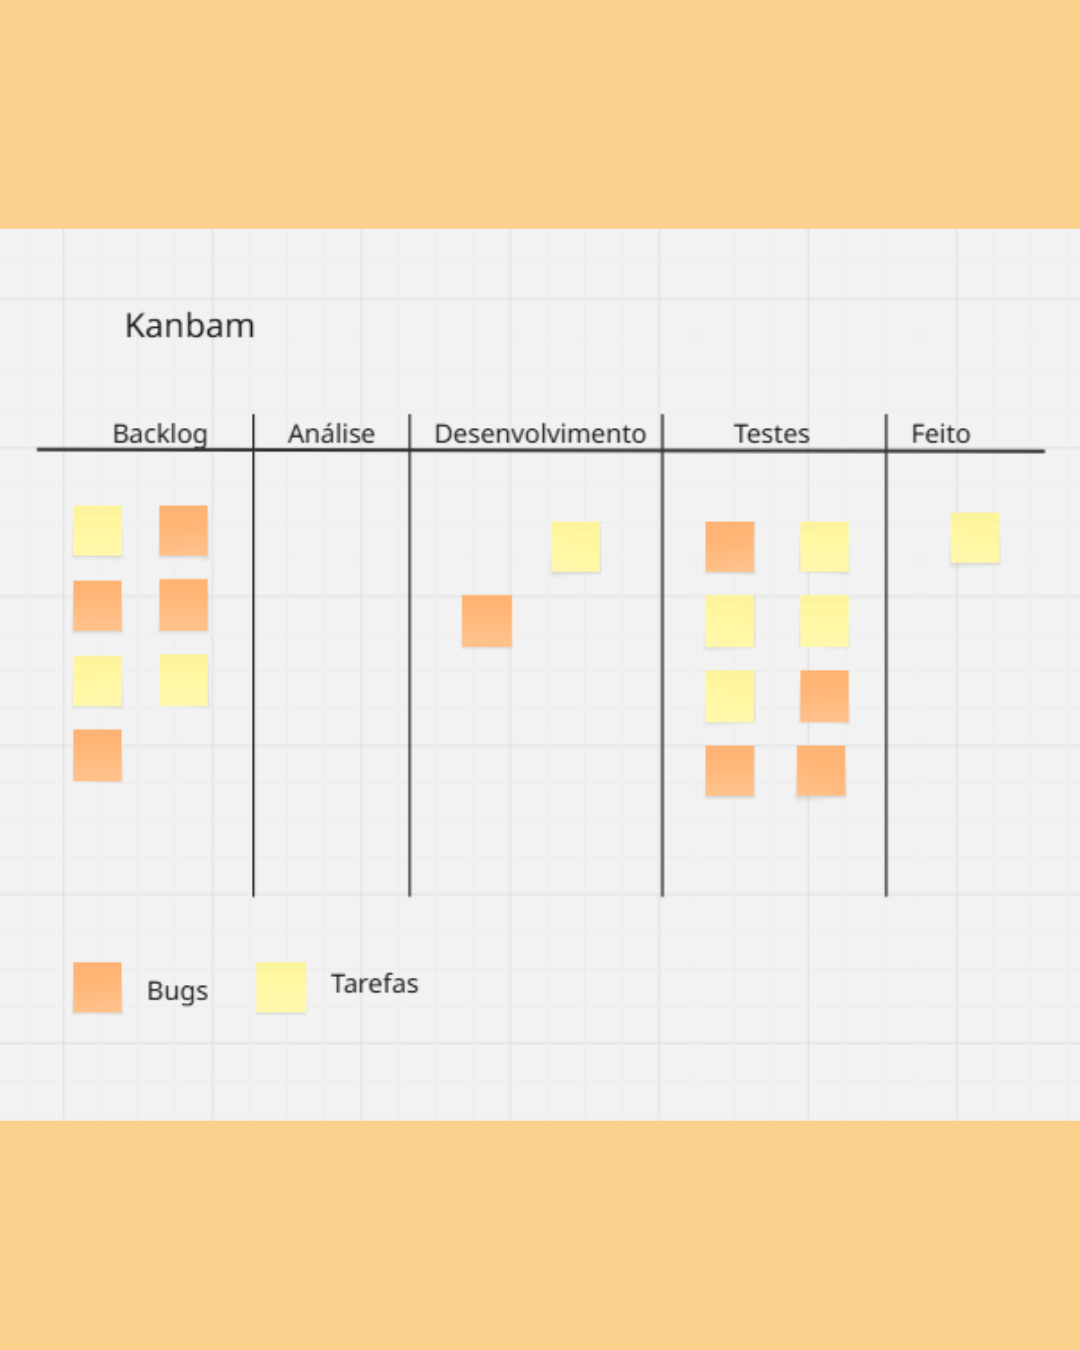 Kanbam
Backlog
Análise
Desenvolvimento
Testes
Feito
Bugs
Tarefas